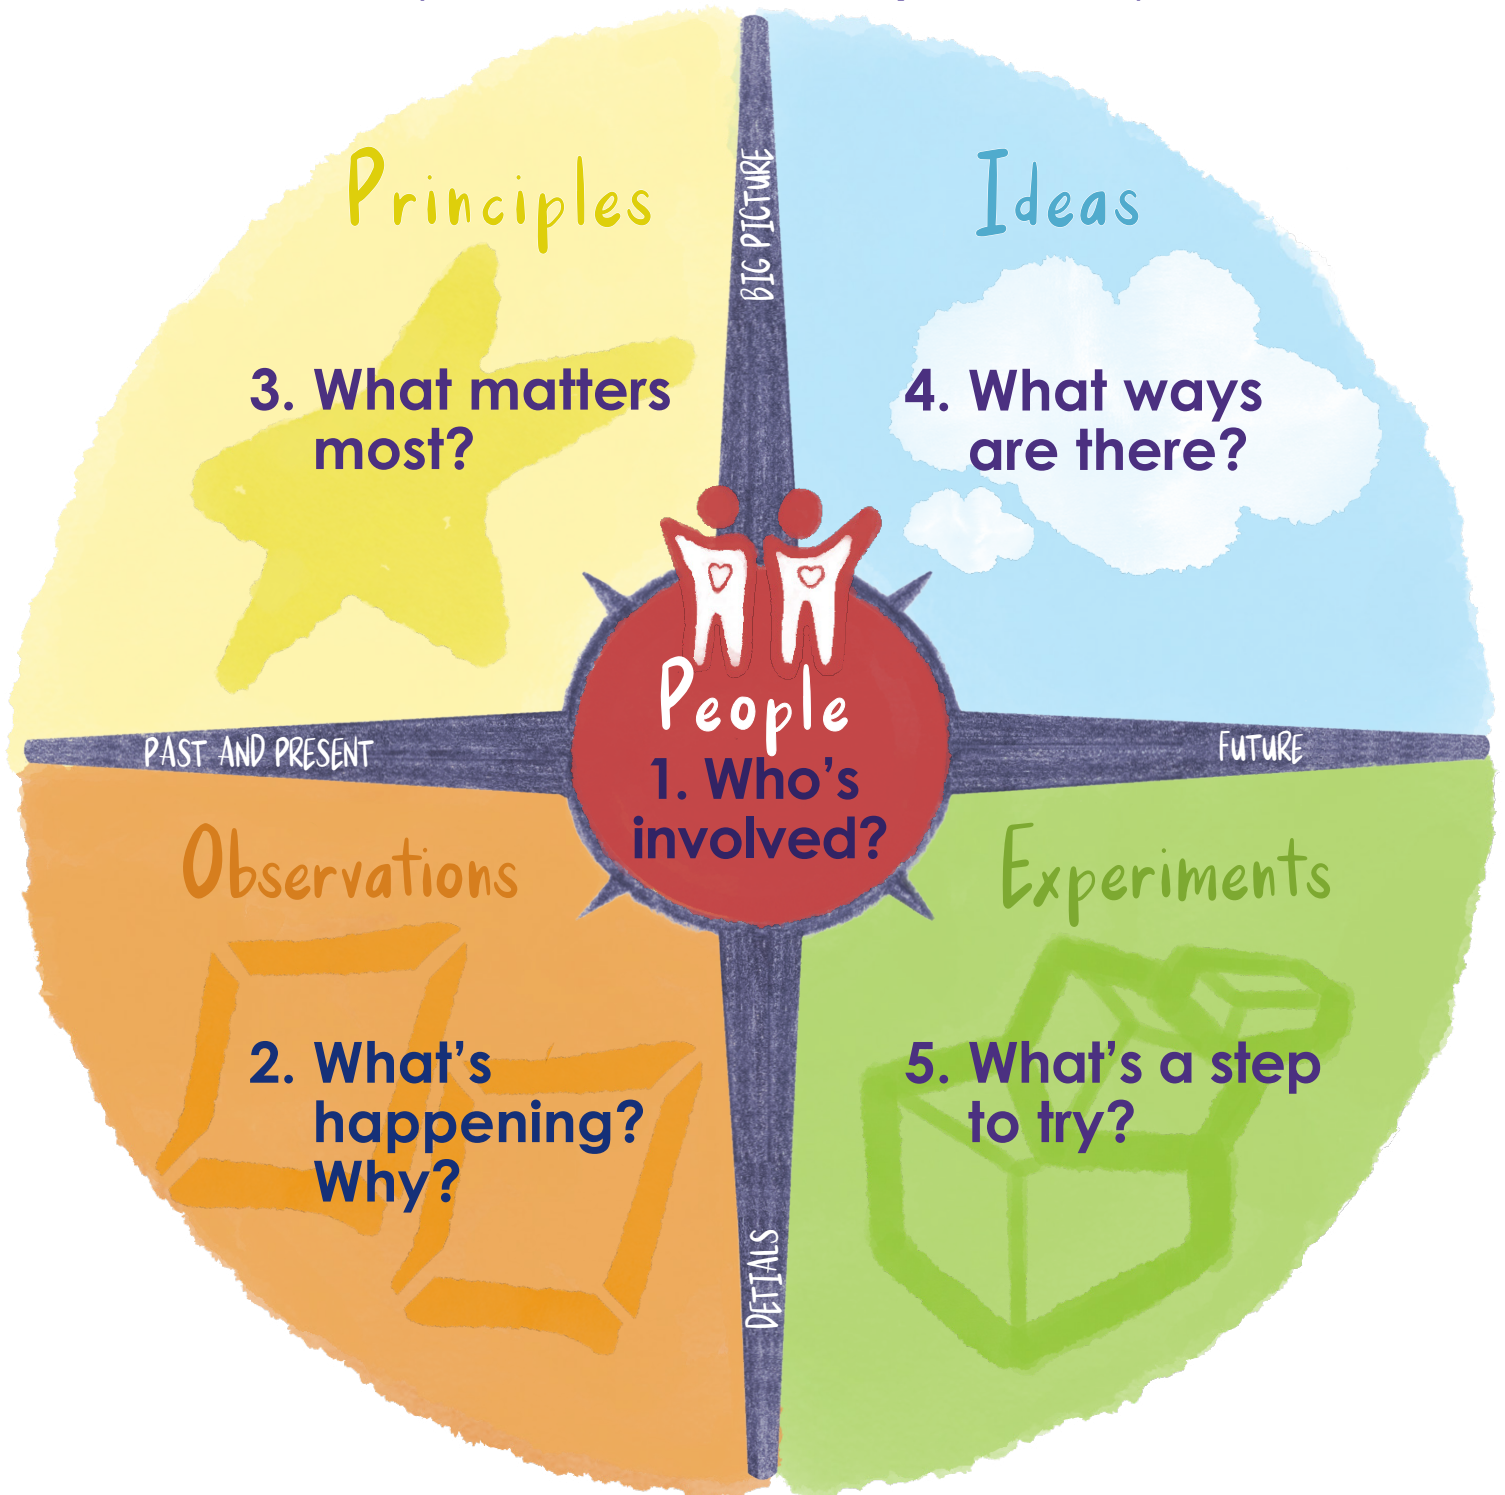 Principles
3. What matters
most?
BIG PICTURE
Ideas
4. What ways
are there?
People
1. Who's
involved?
PAST AND PRESENT
FUTURE
Observations
2. What's
happening?
Why?
Experiments
5. What's a step
to try?
DETIALS